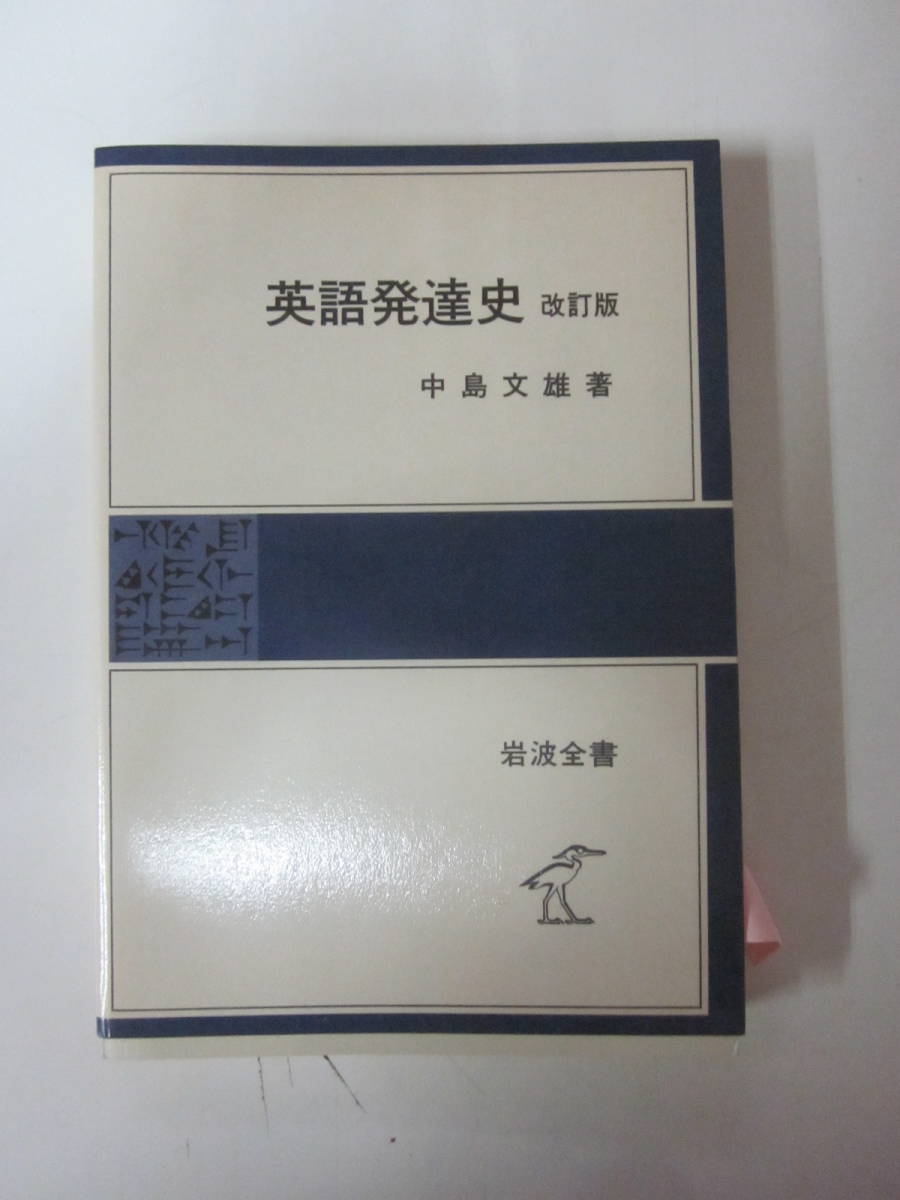 英語発達史 改訂版
中島文雄著
岩波全書